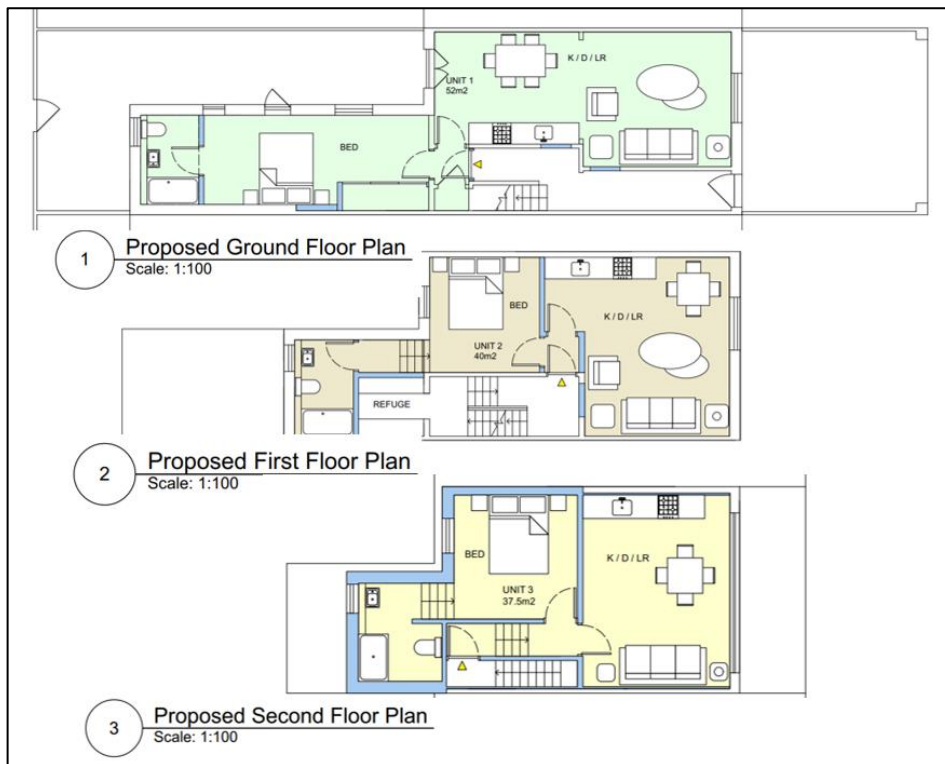 K / D / LR
UNIT 1
52m2
BED
1
Proposed Ground Floor Plan
Scale: 1:100
BED
K / D / LR
UNIT 2
40m2
REFUGE
2
Proposed First Floor Plan
Scale: 1:100
BED
K / D / LR
UNIT 3
37.5m2
3
Proposed Second Floor Plan
Scale: 1:100